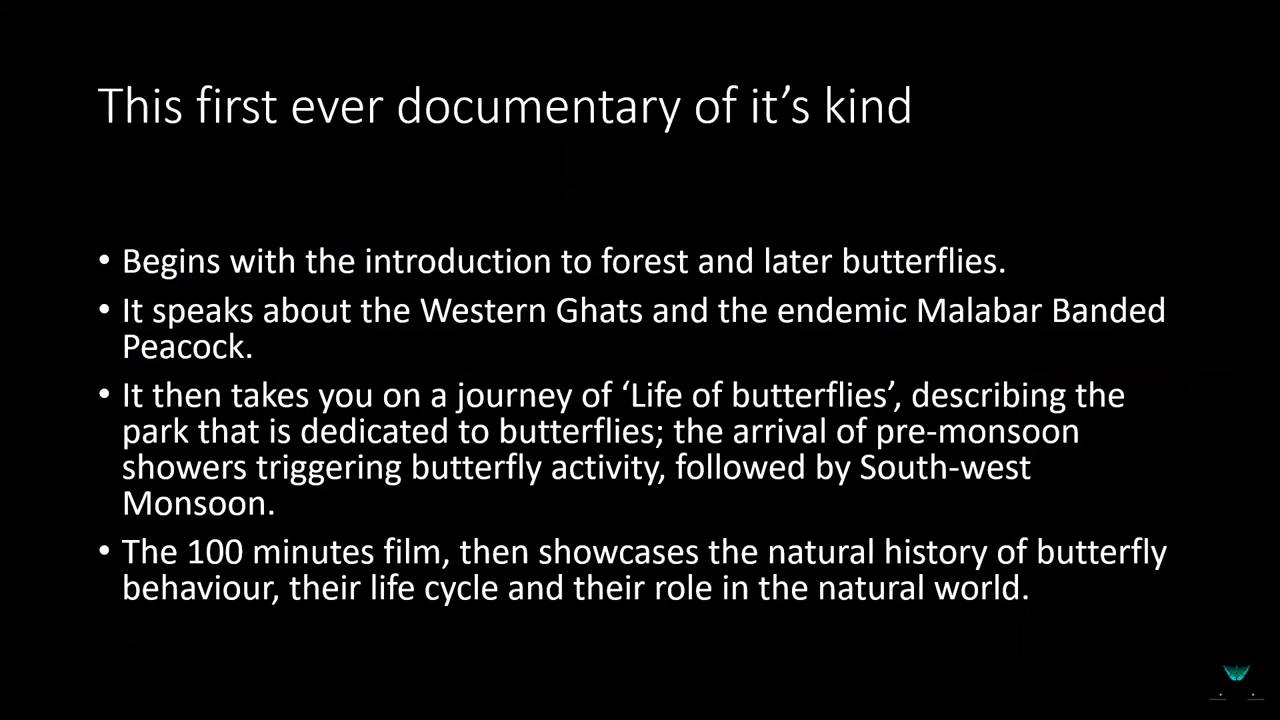 This first ever documentary of it’s kind
• Begins with the introduction to forest and later butterflies.
• It speaks about the Western Ghats and the endemic Malabar Banded
Peacock.
• It then takes you on a journey of ‘Life of butterflies’, describing the
park that is dedicated to butterflies; the arrival of pre-monsoon
showers triggering butterfly activity, followed by South-west
Monsoon.
• The 100 minutes film, then showcases the natural history of butterfly
behaviour, their life cycle and their role in the natural world.